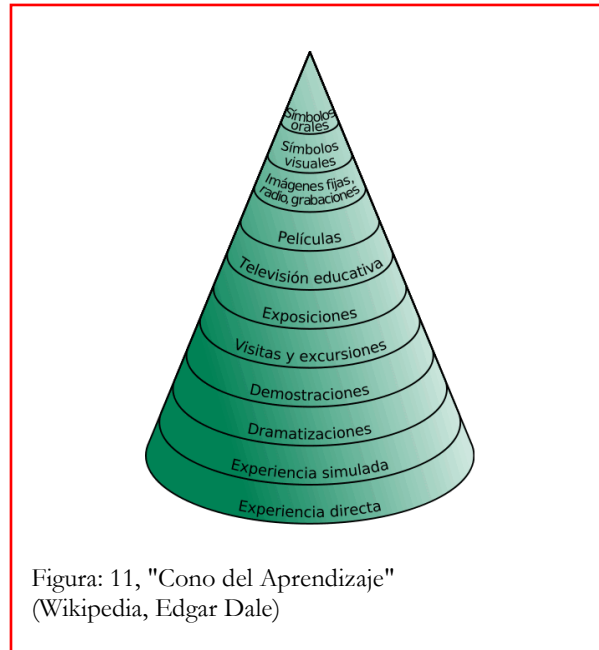 Símbolos
orales
Símbolos
visuales
Imágenes fijas,
radio, grabaciones
Películas
Televisión educativa
Exposiciones
Visitas y excursiones
Demostraciones
Dramatizaciones
Experiencia simulada
Experiencia directa
Figura: 11, "Cono del Aprendizaje"
(Wikipedia, Edgar Dale)